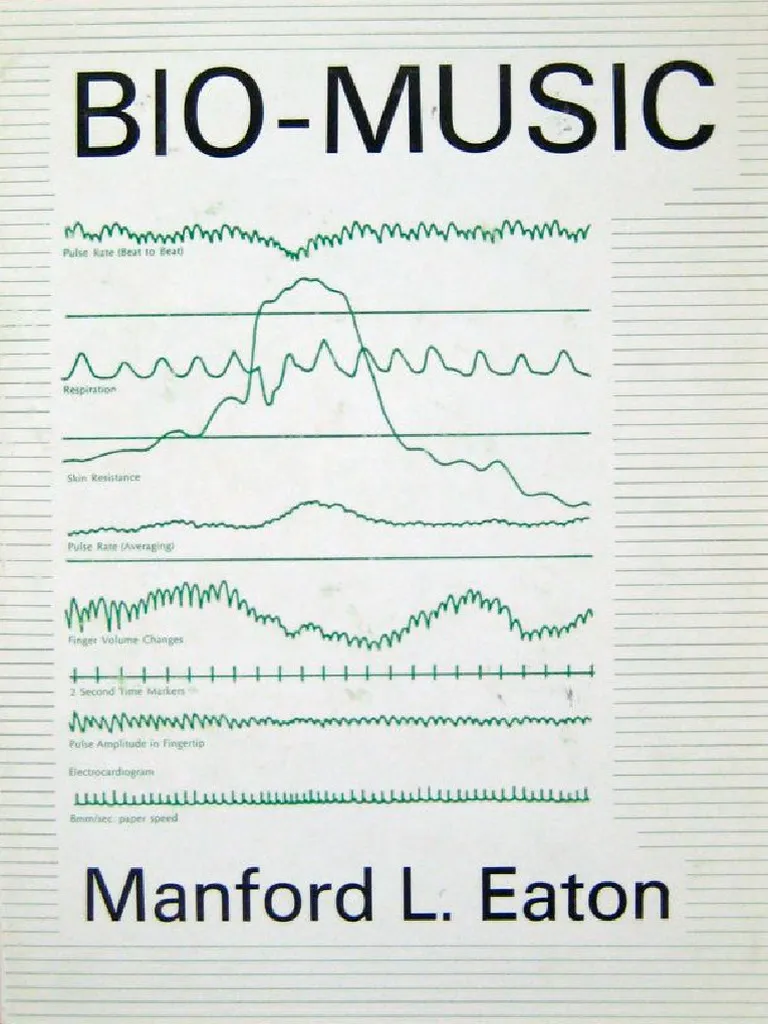 BIO-MUSIC
Pulse Rate (Beat to Beat)
Respiration
Skin Resistance
Pulse Rate (Averaging)
Finger Volume Changes
2 Second Time Markers
Pulse Amplitude in Fingertip
Electrocardiogram
8mm/sec. paper speed
Manford L. Eaton